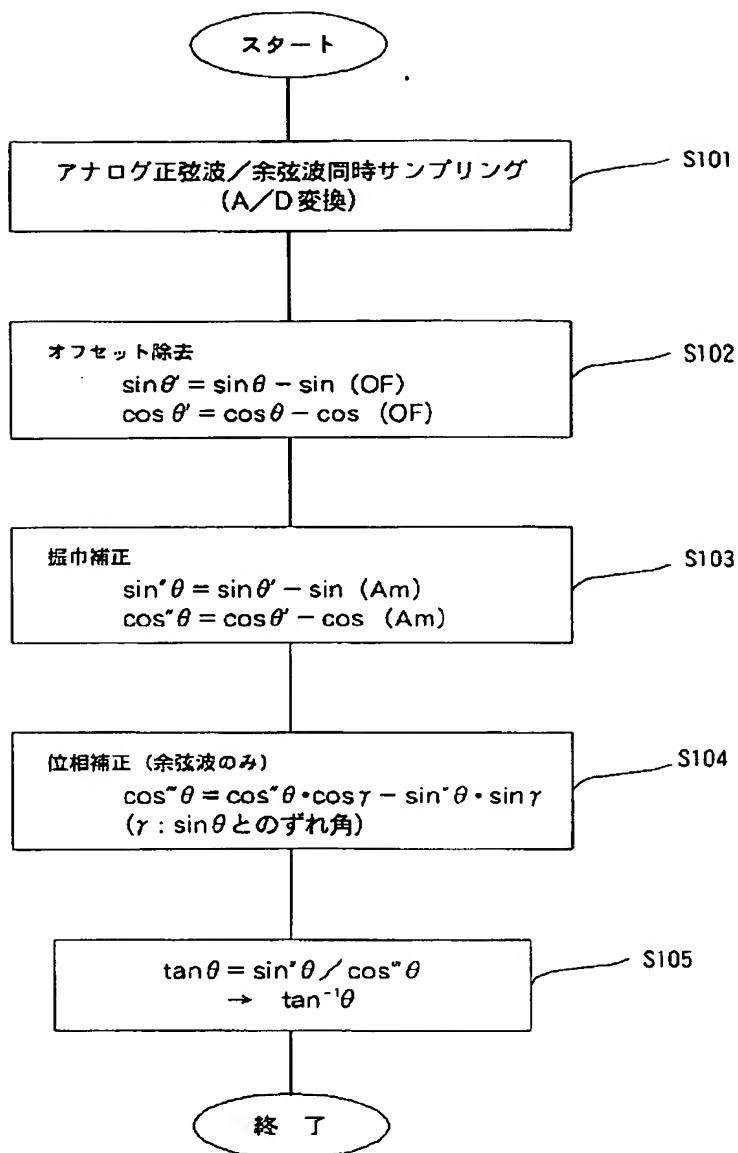 スタート
アナログ正弦波／余弦波同時サンプリング
(A／D変換)
S101
オフセット除去
sinθ' = sinθ − sin (OF)
cosθ' = cosθ − cos (OF)
S102
振巾補正
sin"θ = sinθ' − sin (Am)
cos"θ = cosθ' − cos (Am)
S103
位相補正 (余弦波のみ)
cos'''θ = cos"θ・cosγ − sin"θ・sinγ
(γ : sinθとのずれ角)
S104
tanθ = sin"θ／cos'''θ
→ tan⁻¹θ
S105
終 了